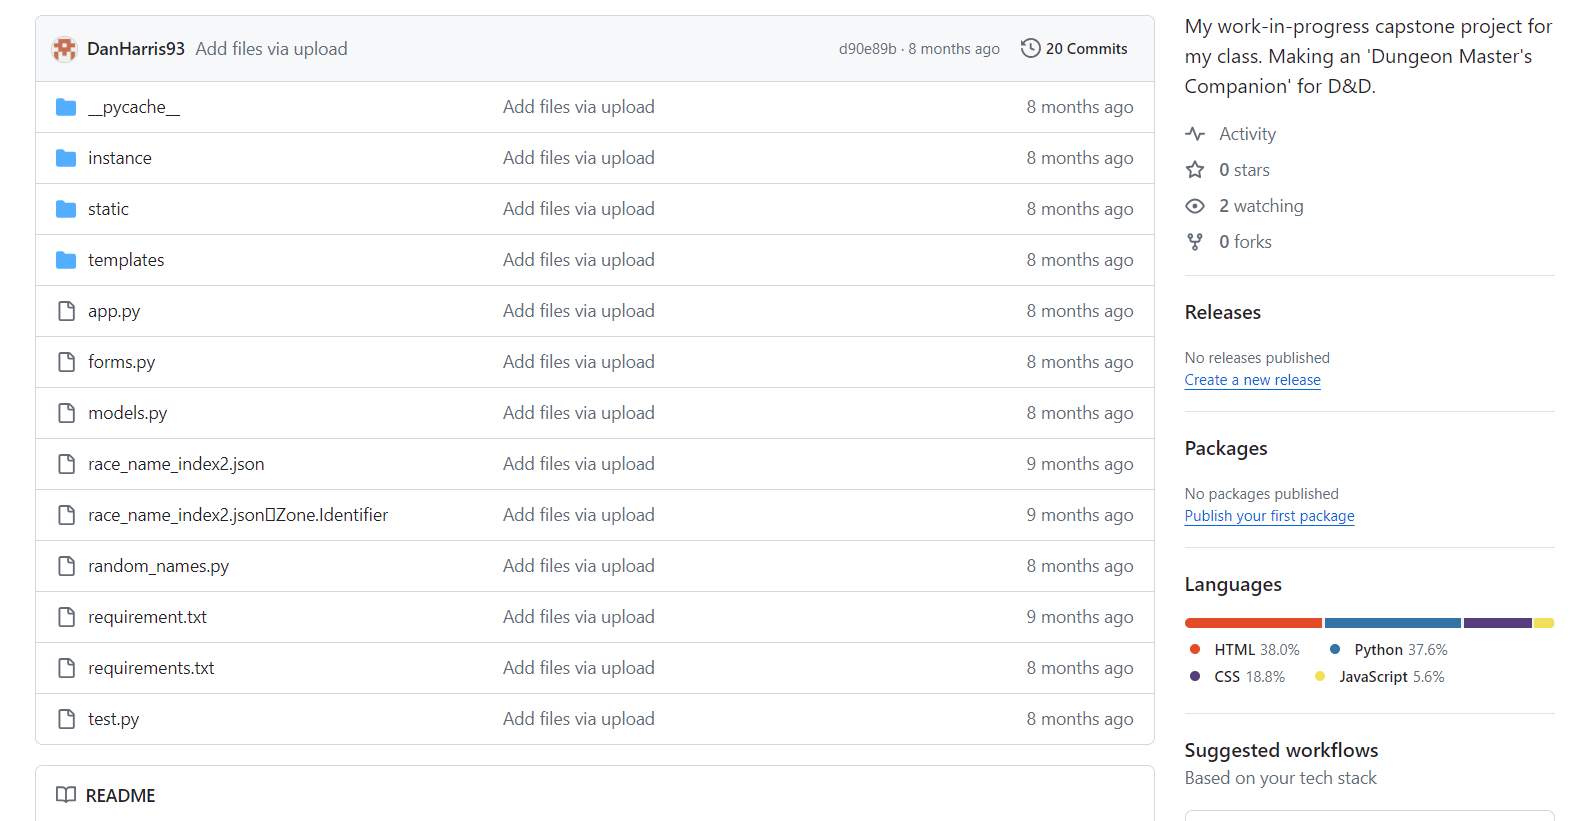 DanHarris93 Add files via upload d90e89b · 8 months ago 20 Commits
__pycache__ Add files via upload 8 months ago
instance Add files via upload 8 months ago
static Add files via upload 8 months ago
templates Add files via upload 8 months ago
app.py Add files via upload 8 months ago
forms.py Add files via upload 8 months ago
models.py Add files via upload 8 months ago
race_name_index2.json Add files via upload 9 months ago
race_name_index2.json▯Zone.Identifier Add files via upload 9 months ago
random_names.py Add files via upload 8 months ago
requirement.txt Add files via upload 9 months ago
requirements.txt Add files via upload 8 months ago
test.py Add files via upload 8 months ago
README
My work-in-progress capstone project for
my class. Making an 'Dungeon Master's
Companion' for D&D.
Activity
0 stars
2 watching
0 forks
Releases
No releases published
Create a new release
Packages
No packages published
Publish your first package
Languages
HTML 38.0% Python 37.6%
CSS 18.8% JavaScript 5.6%
Suggested workflows
Based on your tech stack